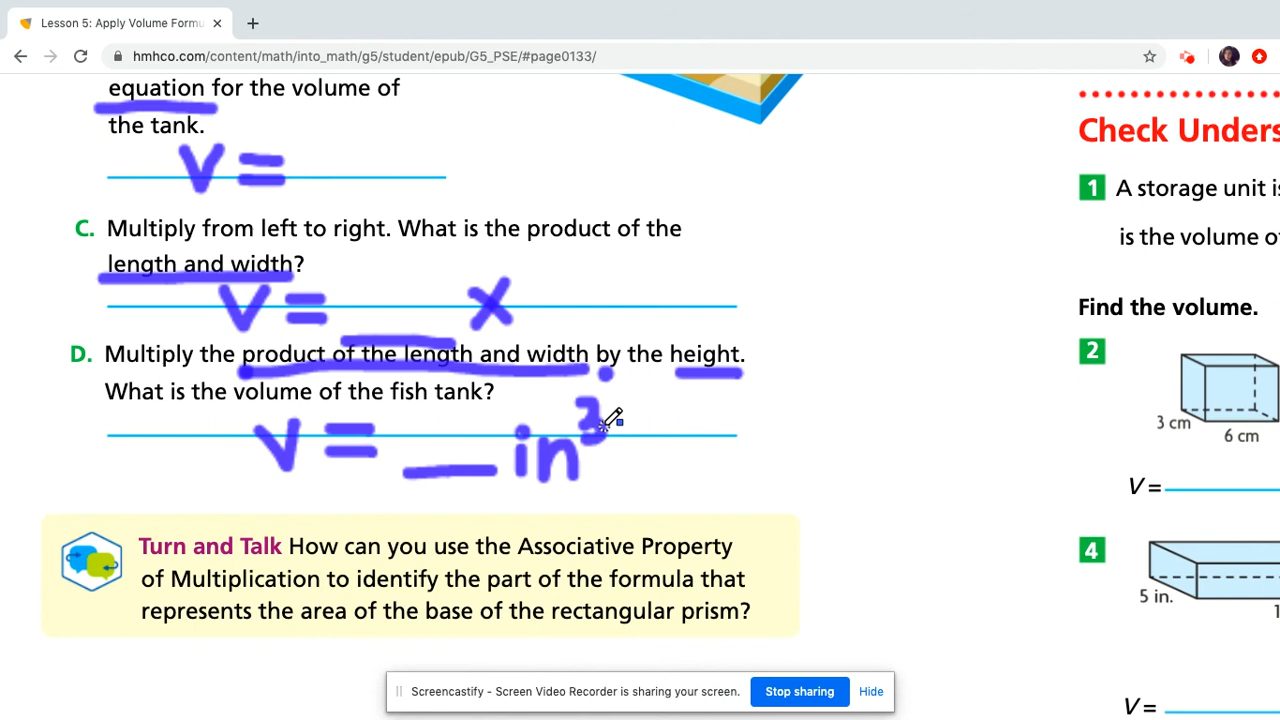 Lesson 5: Apply Volume Formu
hmhco.com/content/math/into_math/g5/student/epub/G5_PSE/#page0133/
equation for the volume of
the tank.
V =
C. Multiply from left to right. What is the product of the
length and width?
V = ___ x
D. Multiply the product of the length and width by the height.
What is the volume of the fish tank?
V = ___ in³
Turn and Talk How can you use the Associative Property
of Multiplication to identify the part of the formula that
represents the area of the base of the rectangular prism?
Check Unders
1 A storage unit is
is the volume o
Find the volume.
2
3 cm
6 cm
V =
4
5 in.
1
V =
Screencastify - Screen Video Recorder is sharing your screen.
Stop sharing
Hide